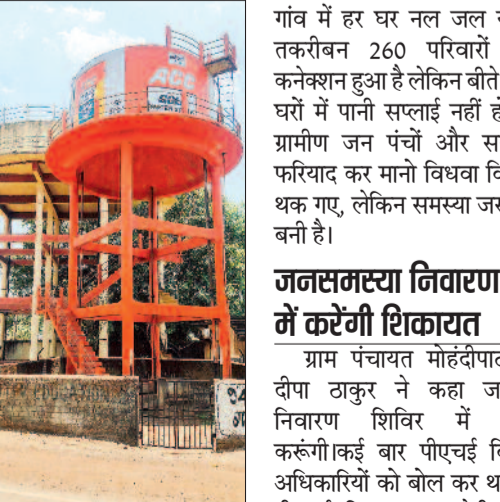 ACC
गांव में हर घर नल जल
तकरीबन 260 परिवारों
कनेक्शन हुआ है लेकिन बीते
घरों में पानी सप्लाई नहीं
ग्रामीण जन पंचों और
फरियाद कर मानो विधवा
थक गए, लेकिन समस्या
बनी है।
जनसमस्या निवारण
में करेंगी शिकायत
ग्राम पंचायत
दीपा ठाकुर ने कहा
निवारण शिविर में
करूंगी।कई बार पीएचई
अधिकारियों को बोल कर